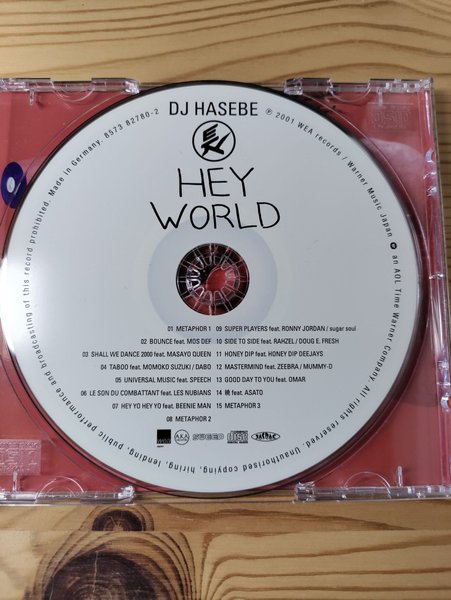 DJ HASEBE
HEY
WORLD
Made in Germany. 8573 82780-2
℗ 2001 WEA records / Warner Music Japan
an AOL Time Warner Company. All rights reserved. Unauthorised copying, hiring, lending, public performance and broadcasting of this record prohibited.
01 METAPHOR 1
02 BOUNCE feat. MOS DEF
03 SHALL WE DANCE 2000 feat. MASAYO QUEEN
04 TABOO feat. MOMOKO SUZUKI / DABO
05 UNIVERSAL MUSIC feat. SPEECH
06 LE SON DU COMBATTANT feat. LES NUBIANS
07 HEY YO HEY YO feat. BEENIE MAN
08 METAPHOR 2
09 SUPER PLAYERS feat. RONNY JORDAN / sugar soul
10 SIDE TO SIDE feat. RAHZEL / DOUG E. FRESH
11 HONEY DIP feat. HONEY DIP DEEJAYS
12 MASTERMIND feat. ZEEBRA / MUMMY-D
13 GOOD DAY TO YOU feat. OMAR
14 暁 feat. ASATO
15 METAPHOR 3